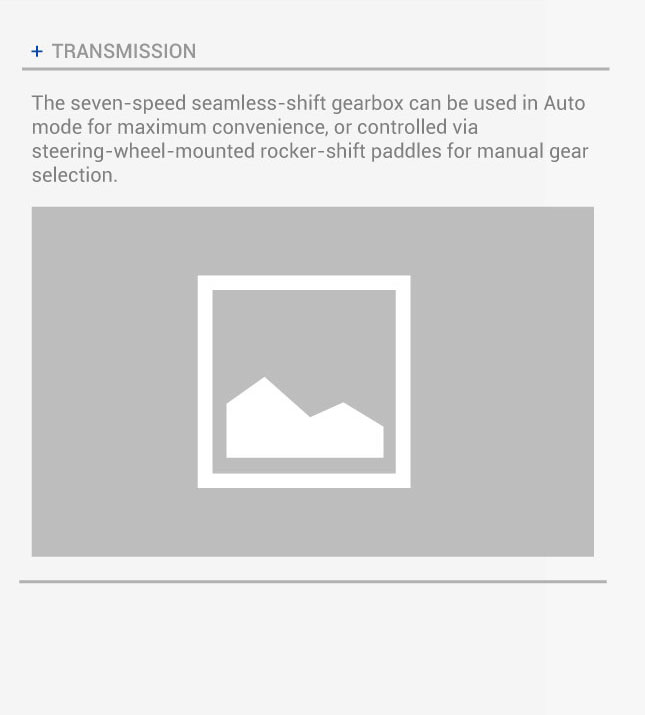 + TRANSMISSION
The seven-speed seamless-shift gearbox can be used in Auto
mode for maximum convenience, or controlled via
steering-wheel-mounted rocker-shift paddles for manual gear
selection.